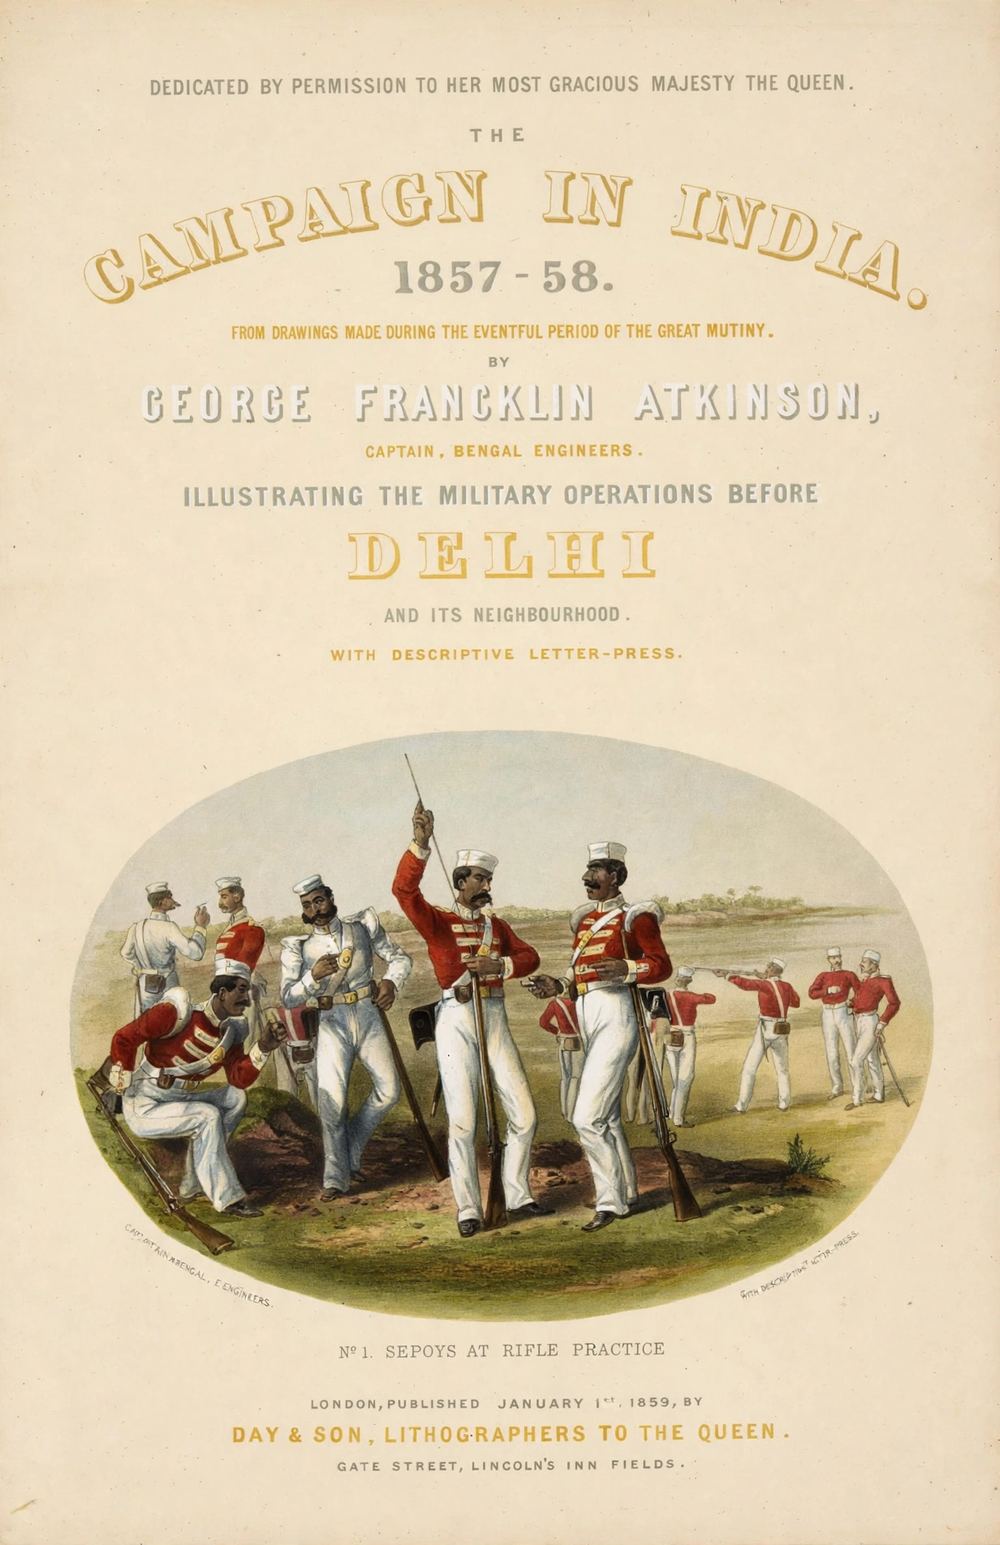 DEDICATED BY PERMISSION TO HER MOST GRACIOUS MAJESTY THE QUEEN.
THE
CAMPAIGN IN INDIA.
1857-58.
FROM DRAWINGS MADE DURING THE EVENTFUL PERIOD OF THE GREAT MUTINY.
BY
GEORGE FRANCKLIN ATKINSON,
CAPTAIN, BENGAL ENGINEERS.
ILLUSTRATING THE MILITARY OPERATIONS BEFORE
DELHI
AND ITS NEIGHBOURHOOD.
WITH DESCRIPTIVE LETTER-PRESS.
BENGAL, E ENGINEERS.
WITH
Nº 1. SEPOYS AT RIFLE PRACTICE
LONDON, PUBLISHED JANUARY 1st. 1859, BY
DAY & SON, LITHOGRAPHERS TO THE QUEEN.
GATE STREET, LINCOLN'S INN FIELDS.